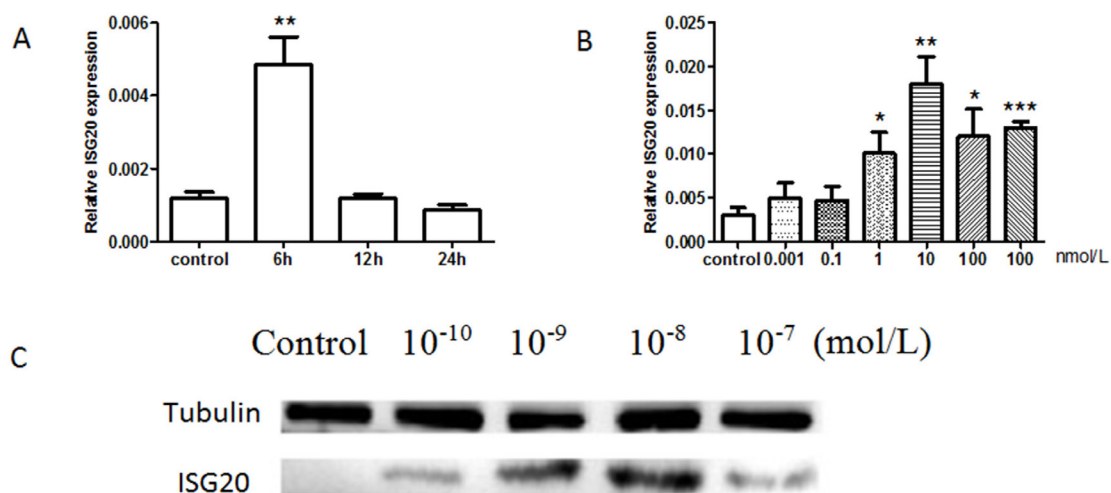 A
Relative ISG20 expression
0.006
0.004
0.002
0.000
**
control 6h 12h 24h
B
Relative ISG20 expression
0.025
0.020
0.015
0.010
0.005
0.000
* ** * ***
control 0.001 0.1 1 10 100 100 nmol/L
C
Control 10⁻¹⁰ 10⁻⁹ 10⁻⁸ 10⁻⁷ (mol/L)
Tubulin
ISG20